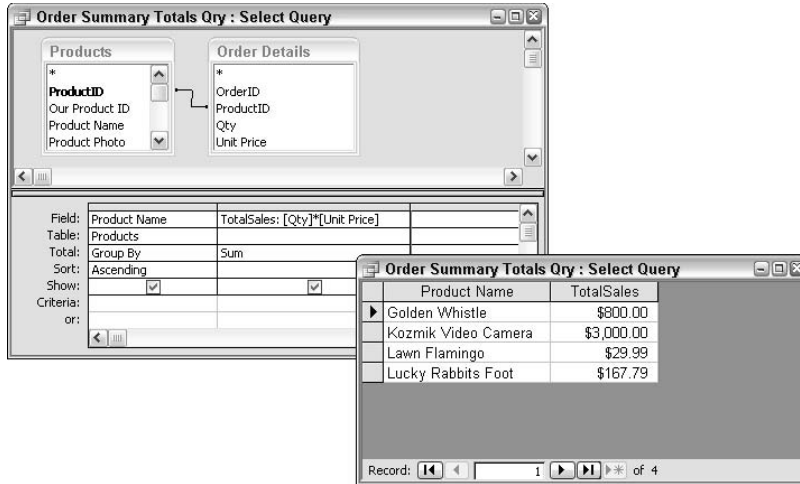 Order Summary Totals Qry : Select Query
Products
*
ProductID
Our Product ID
Product Name
Product Photo
Order Details
*
OrderID
ProductID
Qty
Unit Price
Field: Product Name TotalSales: [Qty]*[Unit Price]
Table: Products
Total: Group By Sum
Sort: Ascending
Show:
Criteria:
or:
Order Summary Totals Qry : Select Query
Product Name TotalSales
Golden Whistle $800.00
Kozmik Video Camera $3,000.00
Lawn Flamingo $29.99
Lucky Rabbits Foot $167.79
Record: 1 of 4